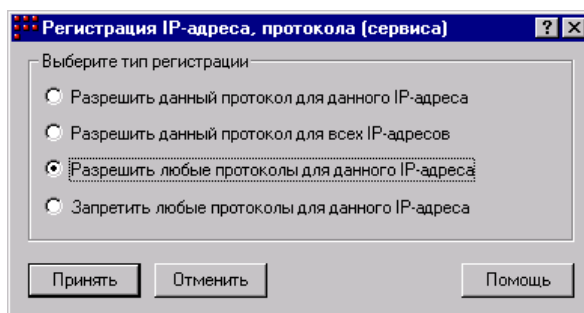 Регистрация IP-адреса, протокола (сервиса)
Выберите тип регистрации
Разрешить данный протокол для данного IP-адреса
Разрешить данный протокол для всех IP-адресов
Разрешить любые протоколы для данного IP-адреса
Запретить любые протоколы для данного IP-адреса
Принять Отменить Помощь